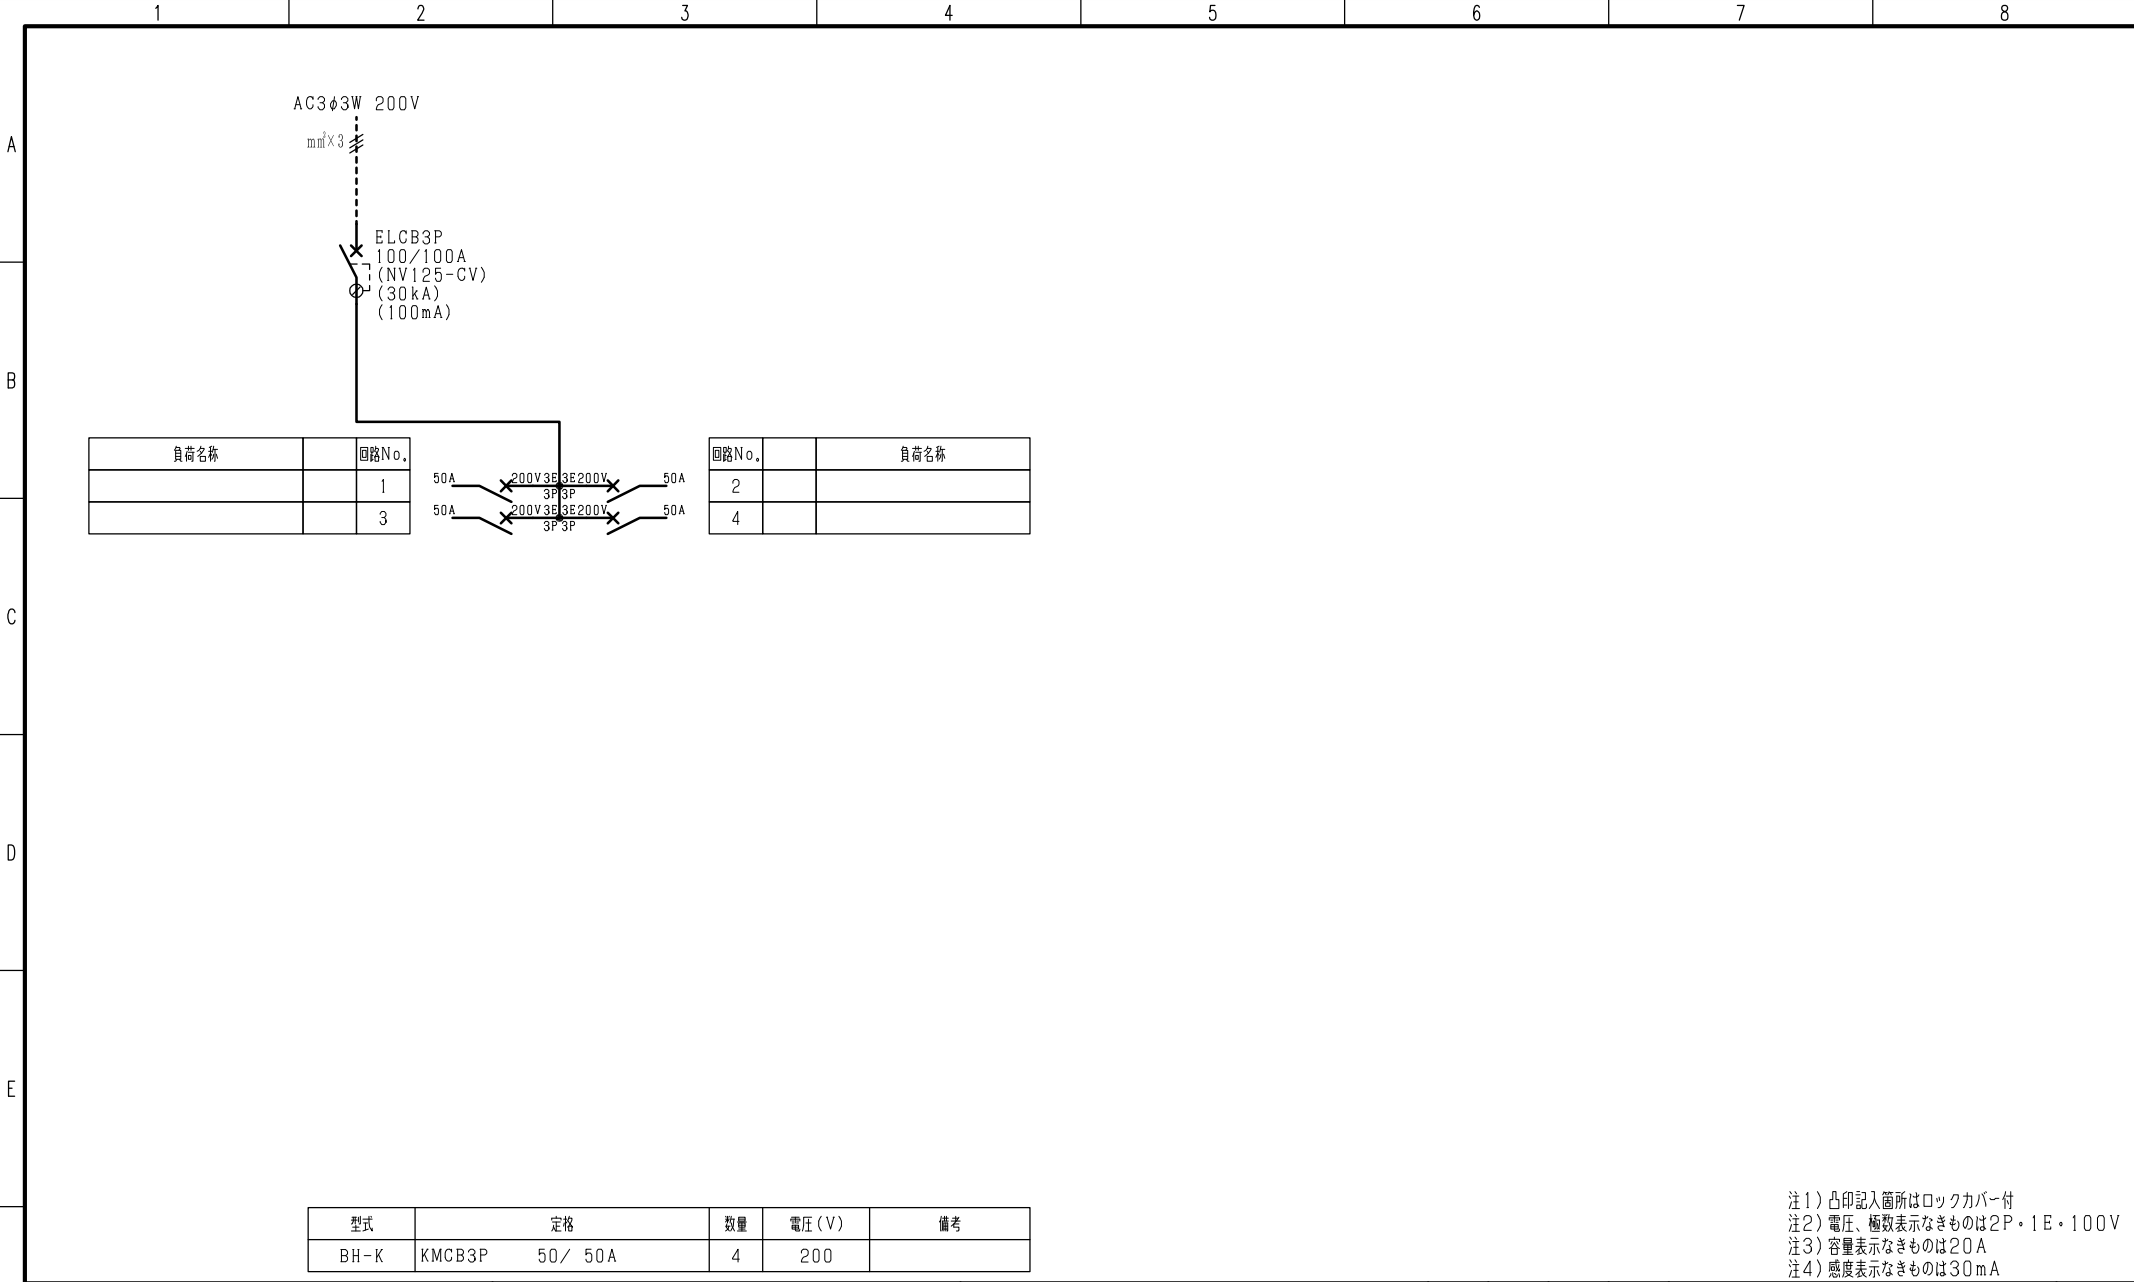 1 2 3 4 5 6 7 8
AC3φ3W 200V
A
mm²×3
ELCB3P
100/100A
(NV125-CV)
(30kA)
(100mA)
B
負荷名称 回路No. 回路No. 負荷名称
1 50A 200V 3E 3E 200V 50A 2
3P 3P
3 50A 200V 3E 3E 200V 50A 4
3P 3P
C
D
E
型式 定格 数量 電圧(V) 備考
BH-K KMCB3P 50/ 50A 4 200
注1)凸印記入箇所はロックカバー付
注2)電圧、極数表示なきものは2P・1E・100V
注3)容量表示なきものは20A
注4)感度表示なきものは30mA